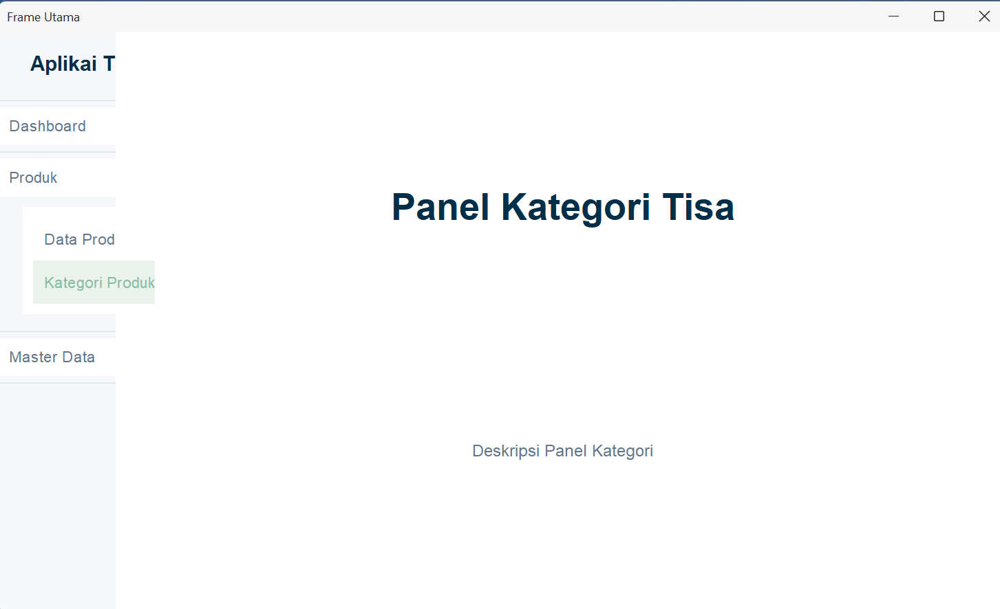 Frame Utama
Aplikai T
Dashboard
Produk
Data Prod
Kategori Produk
Master Data
Panel Kategori Tisa
Deskripsi Panel Kategori